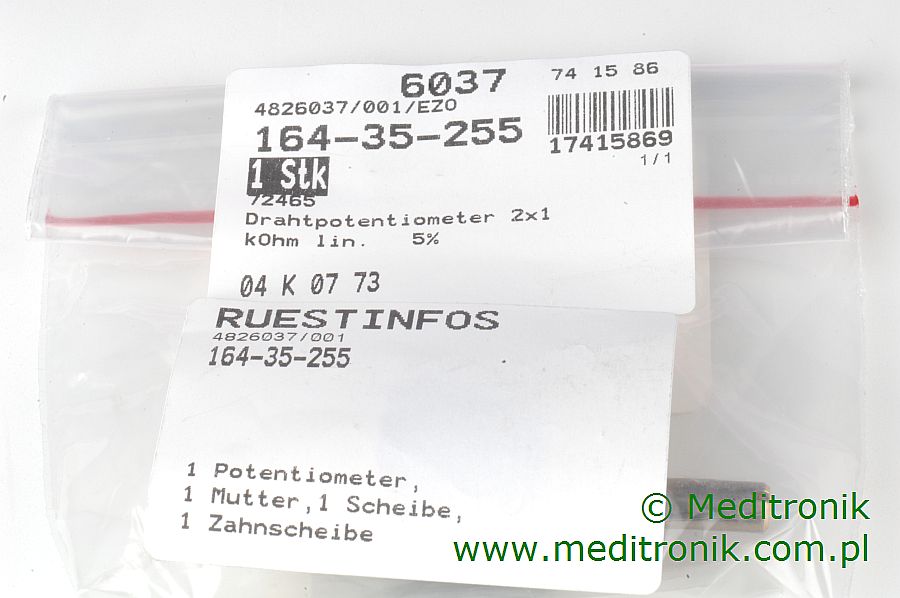 6037
74 15 86
4826037/001/EZO
164-35-255
17415869
1/1
1 Stk
72465
Drahtpotentiometer 2x1
kOhm lin. 5%
04 K 07 73
RUESTINFOS
4826037/001
164-35-255
1 Potentiometer,
1 Mutter,1 Scheibe,
1 Zahnscheibe
© Meditronik
www.meditronik.com.pl